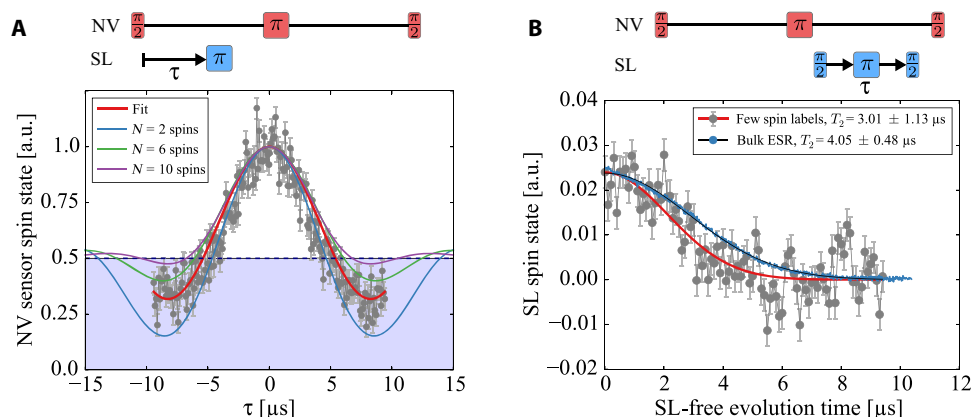 A
NV
π/2
π
π/2
SL
τ
π
Fit
N = 2 spins
N = 6 spins
N = 10 spins
NV sensor spin state [a.u.]
1.0
0.75
0.5
0.25
0.0
−15 −10 −5 0 5 10 15
τ [µs]
B
NV
π/2
π
π/2
SL
π/2
π
π/2
τ
Few spin labels, T2 = 3.01 ± 1.13 µs
Bulk ESR, T2 = 4.05 ± 0.48 µs
SL spin state [a.u.]
0.04
0.03
0.02
0.01
0.00
−0.01
−0.02
0 2 4 6 8 10 12
SL-free evolution time [µs]